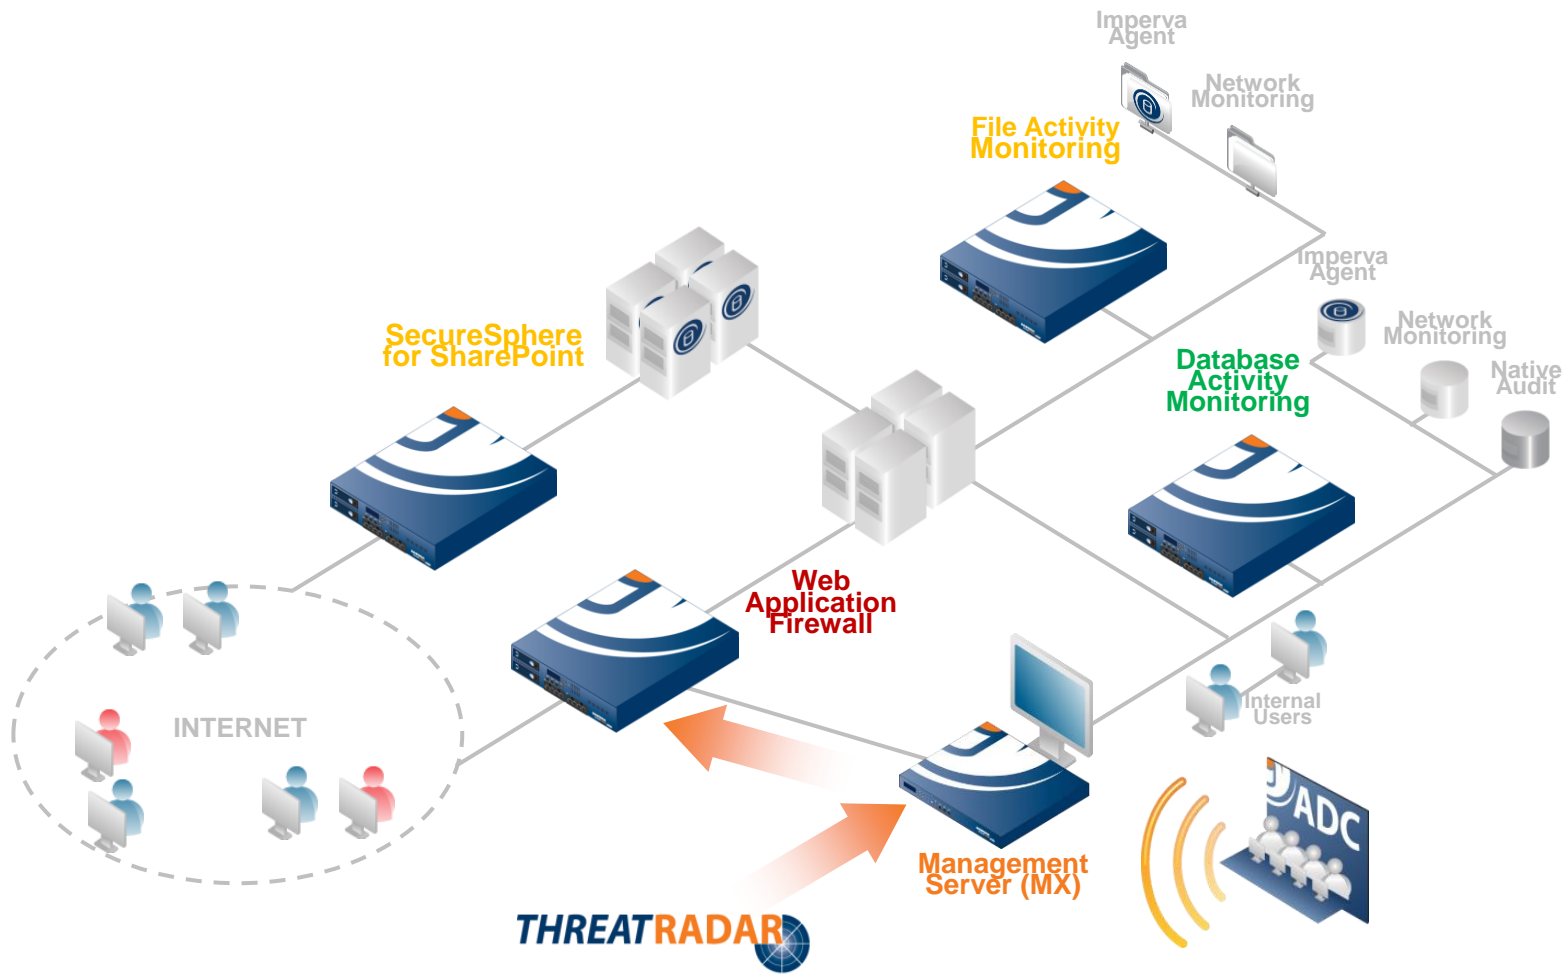 Imperva
Agent
Network
Monitoring
File Activity
Monitoring
Imperva
Agent
Network
Monitoring
Native
Audit
SecureSphere
for SharePoint
Database
Activity
Monitoring
Web
Application
Firewall
INTERNET
Internal
Users
ADC
Management
Server (MX)
THREATRADAR